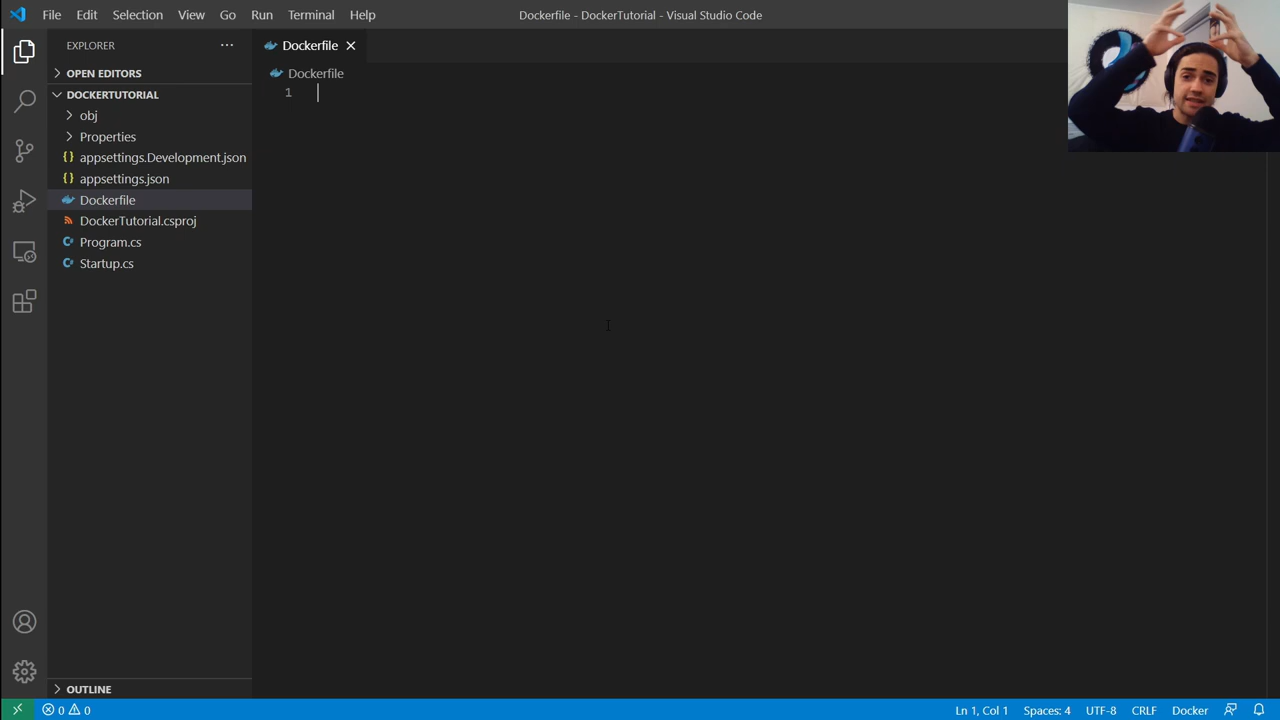 File Edit Selection View Go Run Terminal Help
Dockerfile - DockerTutorial - Visual Studio Code
EXPLORER
OPEN EDITORS
DOCKERTUTORIAL
obj
Properties
{} appsettings.Development.json
{} appsettings.json
Dockerfile
DockerTutorial.csproj
C# Program.cs
C# Startup.cs
OUTLINE
Dockerfile
Dockerfile
1
0 0
Ln 1, Col 1 Spaces: 4 UTF-8 CRLF Docker